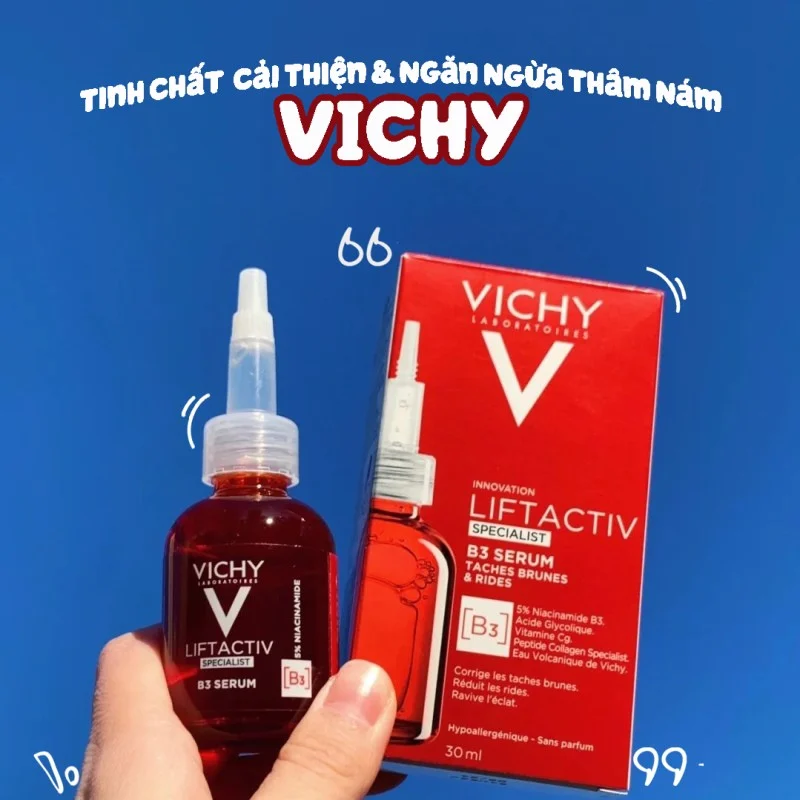 TINH CHẤT CẢI THIỆN & NGĂN NGỪA THÂM NÁM
VICHY
66
VICHY
LABORATOIRES
V
INNOVATION
LIFTACTIV
SPECIALIST
B3 SERUM
TACHES BRUNES
& RIDES
[B3]
5% Niacinamide B3.
Acide Glycolique.
Vitamine Cg.
Peptide Collagen Specialist.
Eau Volcanique de Vichy.
Corrige les taches brunes.
Réduit les rides.
Ravive l'éclat.
Hypoallergénique - Sans parfum
30 ml
VICHY
LABORATOIRES
V
LIFTACTIV
SPECIALIST
B3 SERUM
5% NIACINAMIDE
[B3]
99